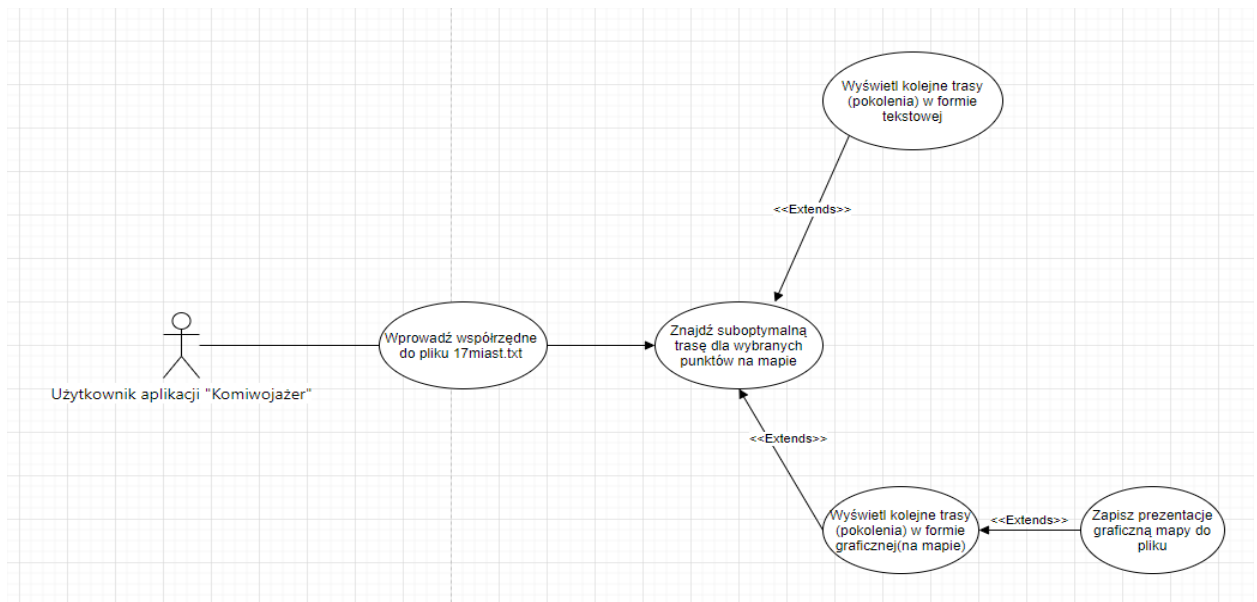 Wyświetl kolejne trasy
(pokolenia) w formie
tekstowej
<<Extends>>
Wprowadź współrzędne
do pliku 17miast.txt
Znajdź suboptymalną
trasę dla wybranych
punktów na mapie
Użytkownik aplikacji "Komiwojażer"
<<Extends>>
Wyświetl kolejne trasy
(pokolenia) w formie
graficznej(na mapie)
<<Extends>>
Zapisz prezentacje
graficzną mapy do
pliku